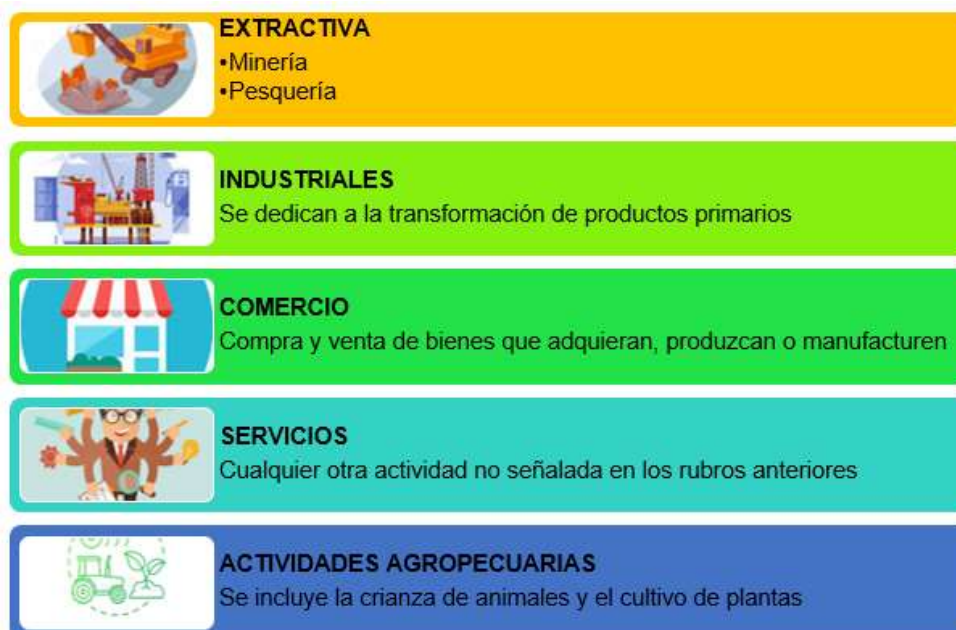 EXTRACTIVA
•Minería
•Pesquería
INDUSTRIALES
Se dedican a la transformación de productos primarios
COMERCIO
Compra y venta de bienes que adquieran, produzcan o manufacturen
SERVICIOS
Cualquier otra actividad no señalada en los rubros anteriores
ACTIVIDADES AGROPECUARIAS
Se incluye la crianza de animales y el cultivo de plantas